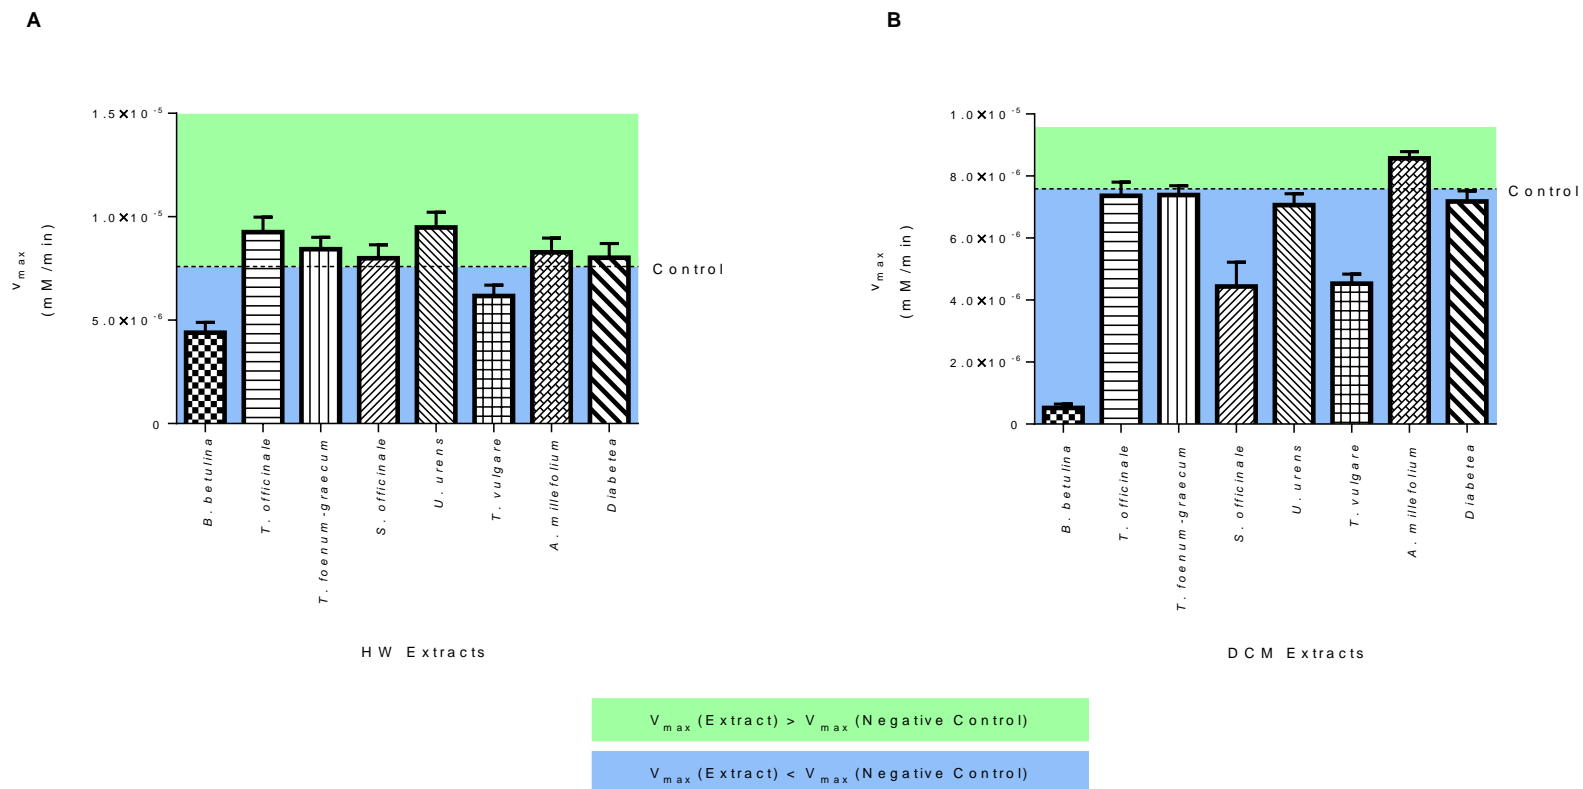 A
B
1.5×10⁻⁵
1.0×10⁻⁵
5.0×10⁻⁶
0
vmax
(mM/min)
Control
B. betulina
T. officinale
T. foenum-graecum
S. officinale
U. urens
T. vulgare
A. millefolium
Diabetea
HW Extracts
1.0×10⁻⁵
8.0×10⁻⁶
6.0×10⁻⁶
4.0×10⁻⁶
2.0×10⁻⁶
0
vmax
(mM/min)
Control
B. betulina
T. officinale
T. foenum-graecum
S. officinale
U. urens
T. vulgare
A. millefolium
Diabetea
DCM Extracts
Vmax (Extract) > Vmax (Negative Control)
Vmax (Extract) < Vmax (Negative Control)